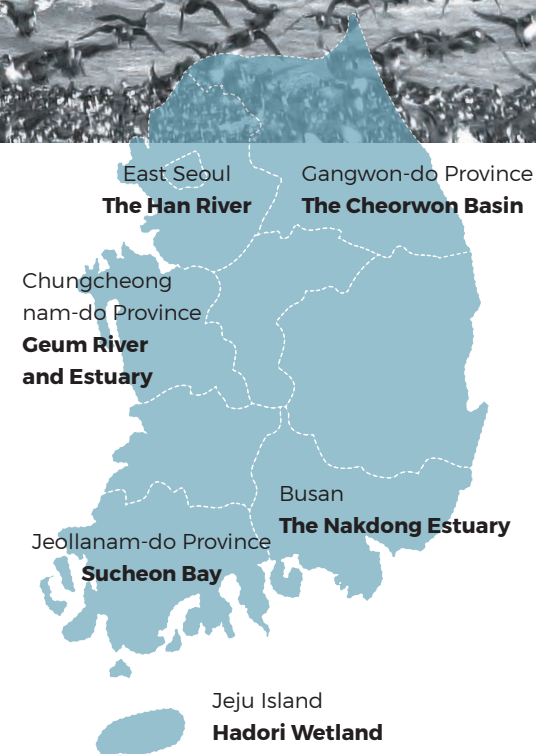 East Seoul
The Han River
Gangwon-do Province
The Cheorwon Basin
Chungcheong
nam-do Province
Geum River
and Estuary
Busan
The Nakdong Estuary
Jeollanam-do Province
Sucheon Bay
Jeju Island
Hadori Wetland